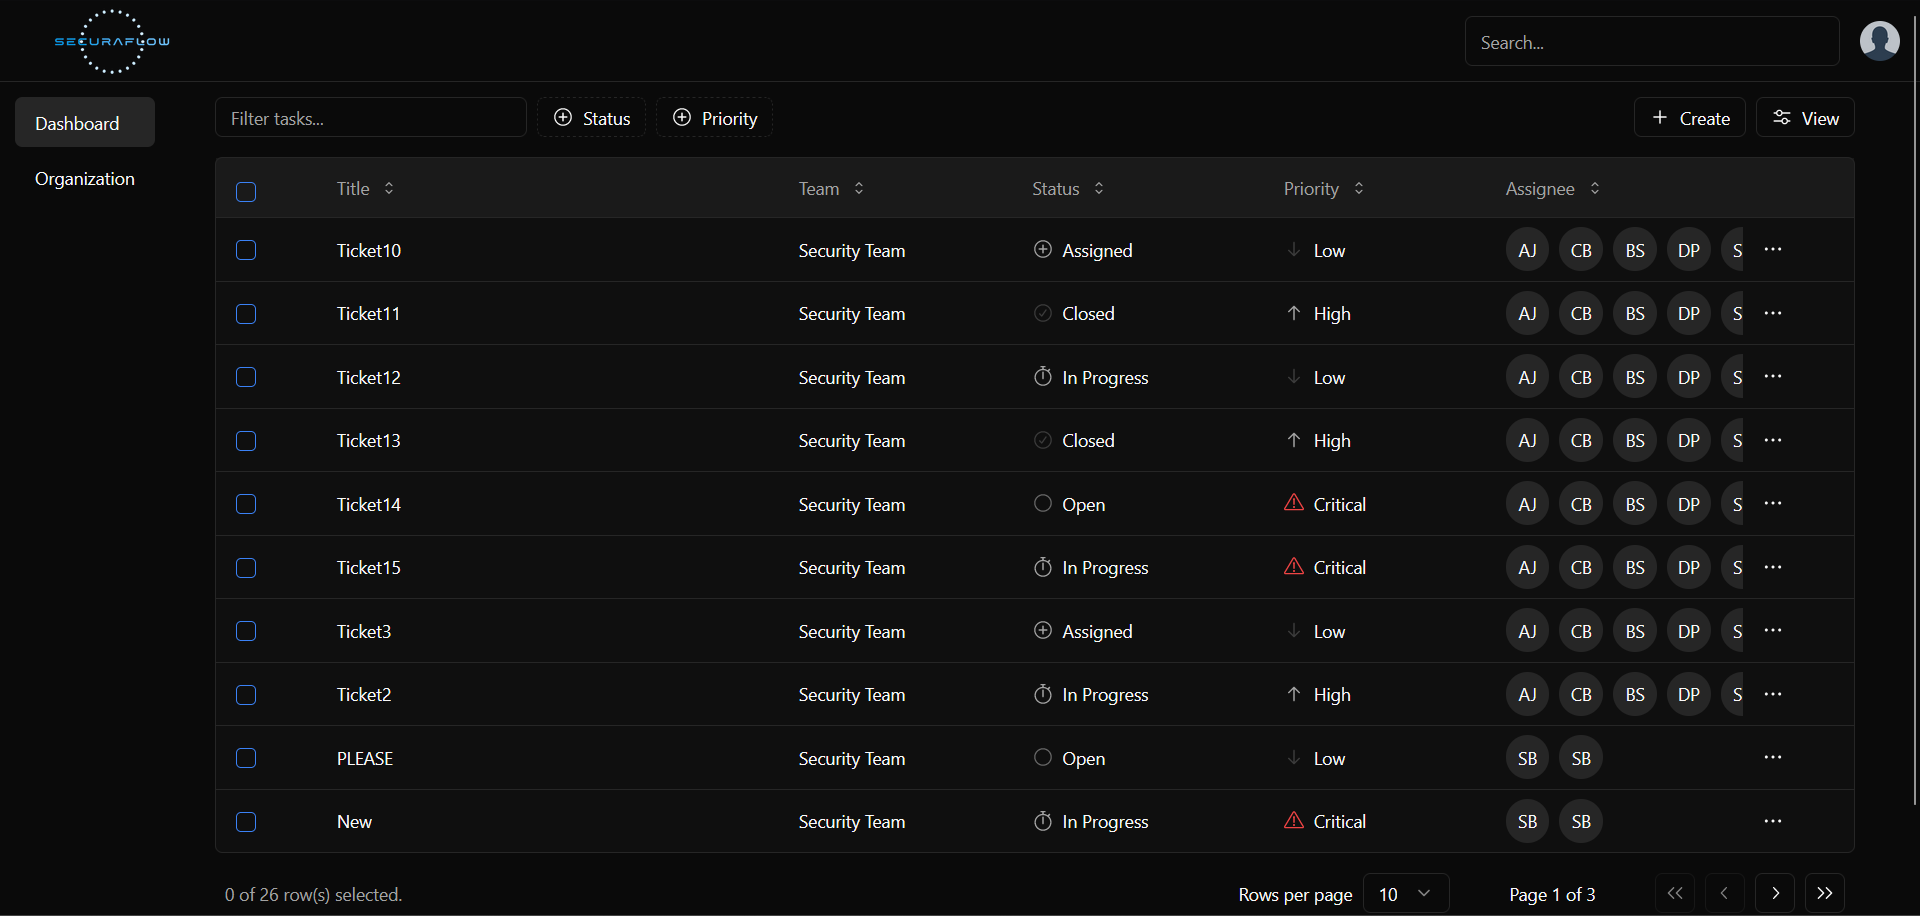 SECURAFLOW
Search...
Dashboard
Organization
Filter tasks...
Status
Priority
Create
View
Title Team Status Priority Assignee
Ticket10 Security Team Assigned Low AJ CB BS DP S ...
Ticket11 Security Team Closed High AJ CB BS DP S ...
Ticket12 Security Team In Progress Low AJ CB BS DP S ...
Ticket13 Security Team Closed High AJ CB BS DP S ...
Ticket14 Security Team Open Critical AJ CB BS DP S ...
Ticket15 Security Team In Progress Critical AJ CB BS DP S ...
Ticket3 Security Team Assigned Low AJ CB BS DP S ...
Ticket2 Security Team In Progress High AJ CB BS DP S ...
PLEASE Security Team Open Low SB SB ...
New Security Team In Progress Critical SB SB ...
0 of 26 row(s) selected.
Rows per page 10
Page 1 of 3